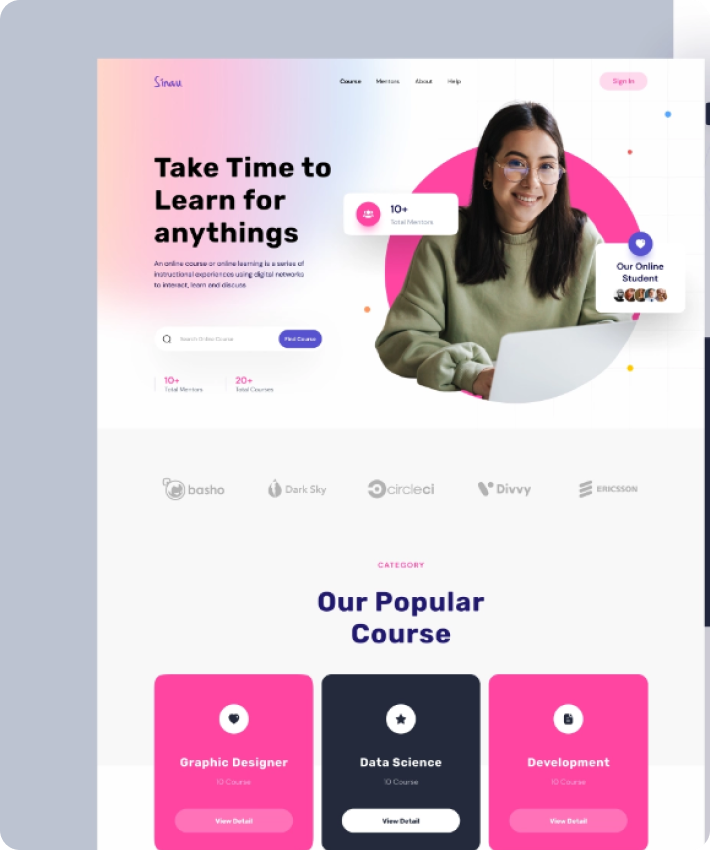 Sinau
Course Mentors About Help
Sign In
Take Time to
Learn for
anythings
An online course or online learning is a series of
instructional experiences using digital networks
to interact, learn and discuss
10+
Total Mentors
Our Online
Student
Search Online Course
Find Course
10+
Total Mentors
20+
Total Courses
basho
Dark Sky
circleci
Divvy
ERICSSON
CATEGORY
Our Popular
Course
Graphic Designer
10 Course
View Detail
Data Science
10 Course
View Detail
Development
10 Course
View Detail